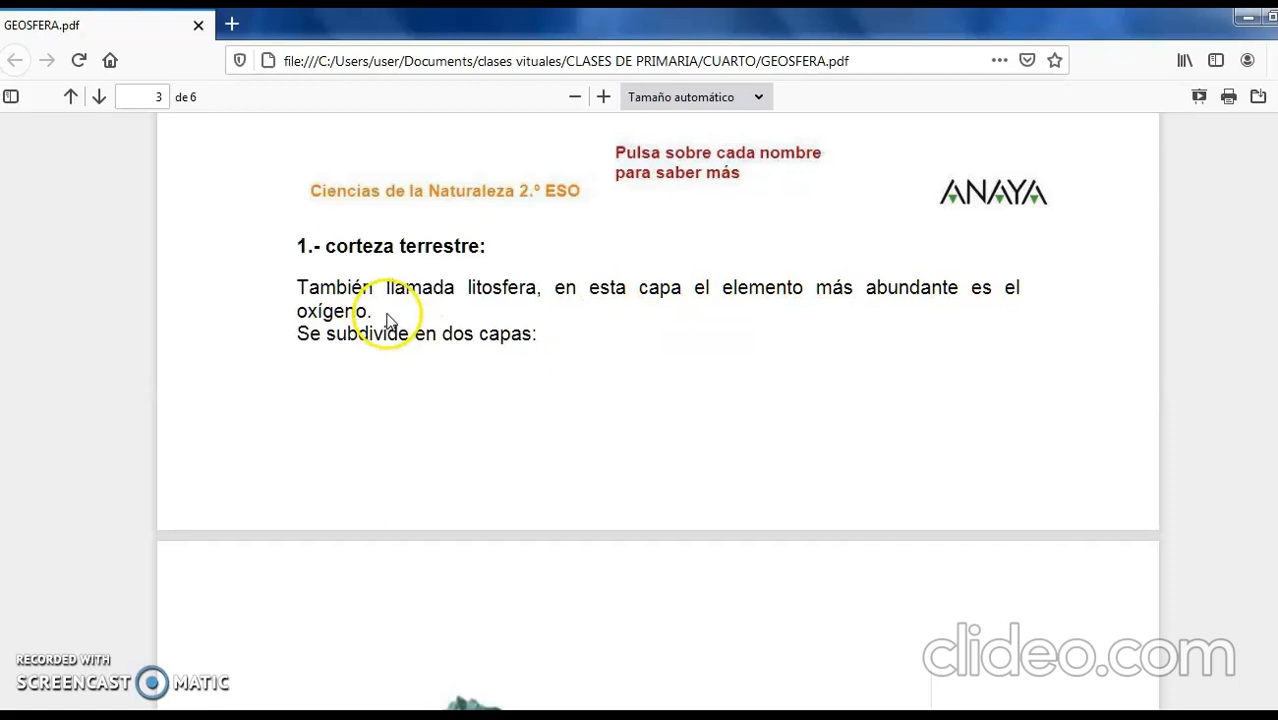 GEOSFERA.pdf
file:///C:/Users/user/Documents/clases vituales/CLASES DE PRIMARIA/CUARTO/GEOSFERA.pdf
3 de 6
Tamaño automático
Pulsa sobre cada nombre
para saber más
Ciencias de la Naturaleza 2.º ESO
ANAYA
1.- corteza terrestre:
También llamada litosfera, en esta capa el elemento más abundante es el
oxígeno.
Se subdivide en dos capas:
clideo.com
RECORDED WITH
SCREENCAST MATIC